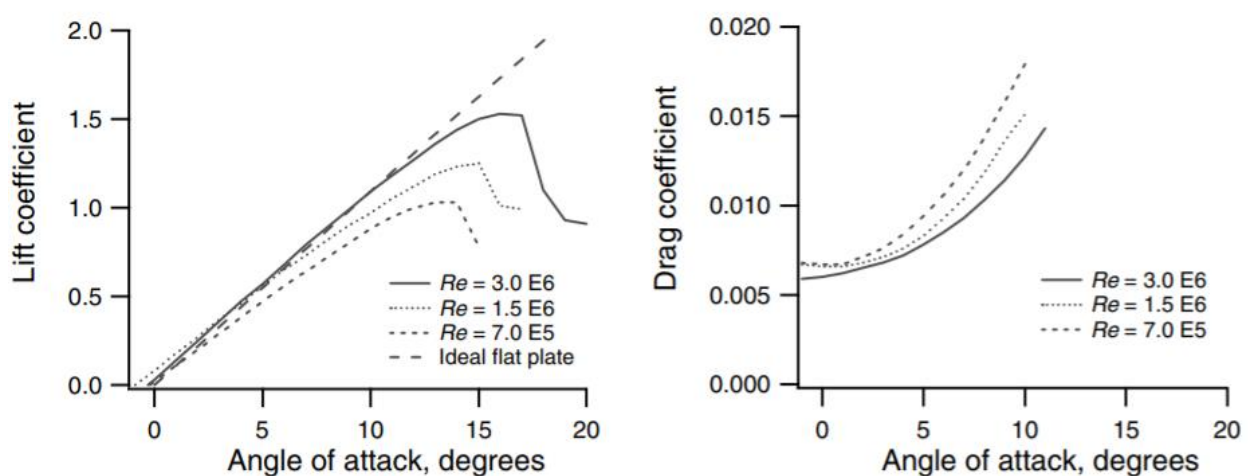 2.0
1.5
1.0
0.5
0.0
Lift coefficient
Re = 3.0 E6
Re = 1.5 E6
Re = 7.0 E5
Ideal flat plate
0 5 10 15 20
Angle of attack, degrees
0.020
0.015
0.010
0.005
0.000
Drag coefficient
Re = 3.0 E6
Re = 1.5 E6
Re = 7.0 E5
0 5 10 15 20
Angle of attack, degrees